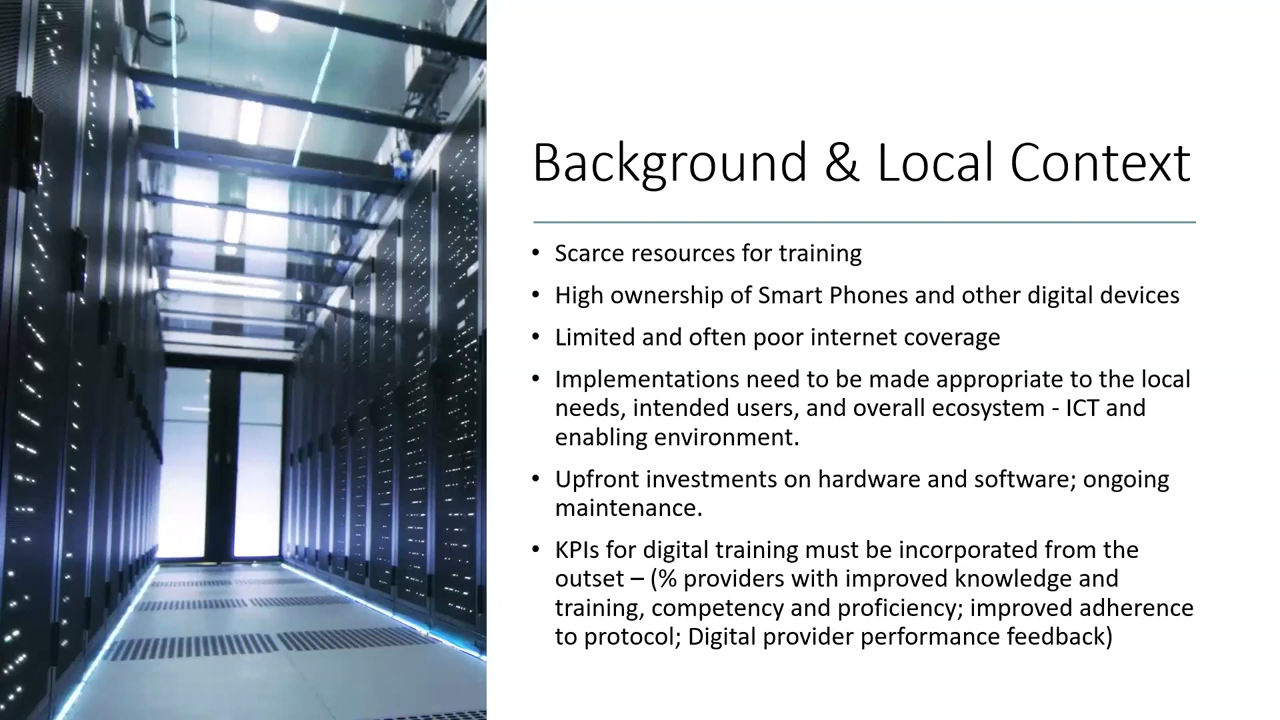 Background & Local Context
• Scarce resources for training
• High ownership of Smart Phones and other digital devices
• Limited and often poor internet coverage
• Implementations need to be made appropriate to the local
needs, intended users, and overall ecosystem - ICT and
enabling environment.
• Upfront investments on hardware and software; ongoing
maintenance.
• KPIs for digital training must be incorporated from the
outset – (% providers with improved knowledge and
training, competency and proficiency; improved adherence
to protocol; Digital provider performance feedback)